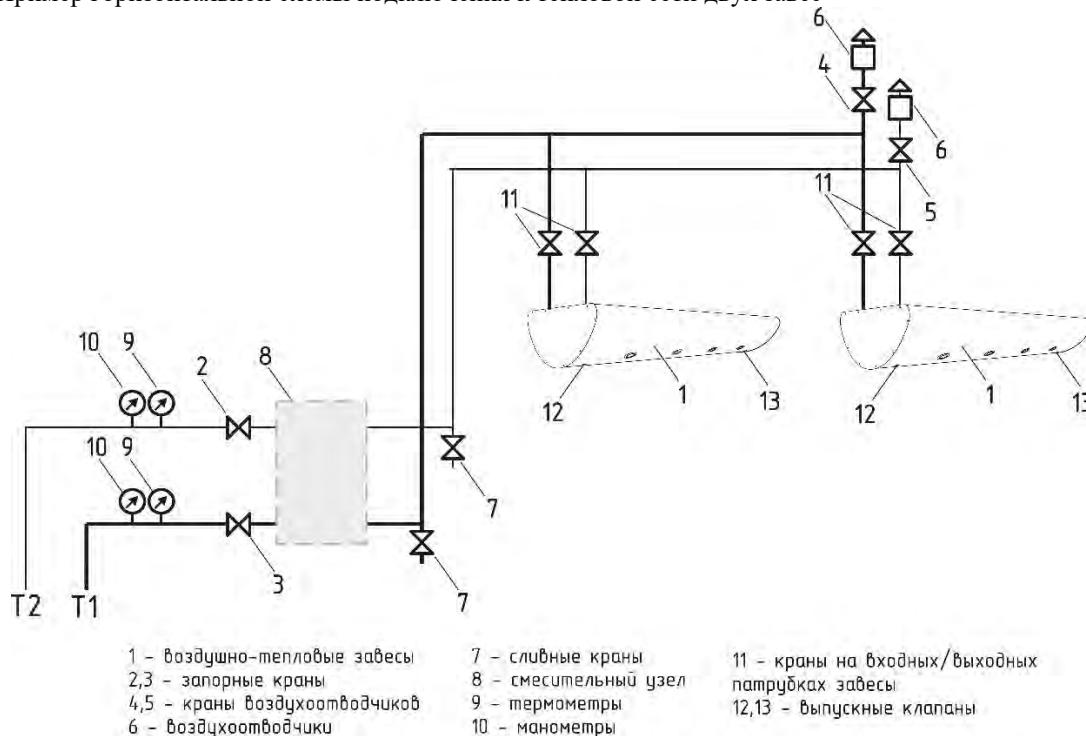 6
4
6
11
11
5
10
9
2
8
12
1
13
12
1
13
10
9
7
3
7
T2
T1
1 – воздушно-тепловые завесы
2,3 – запорные краны
4,5 – краны воздухоотводчиков
6 – воздухоотводчики
7 – сливные краны
8 – смесительный узел
9 – термометры
10 – манометры
11 – краны на входных/выходных
патрубках завесы
12,13 – выпускные клапаны